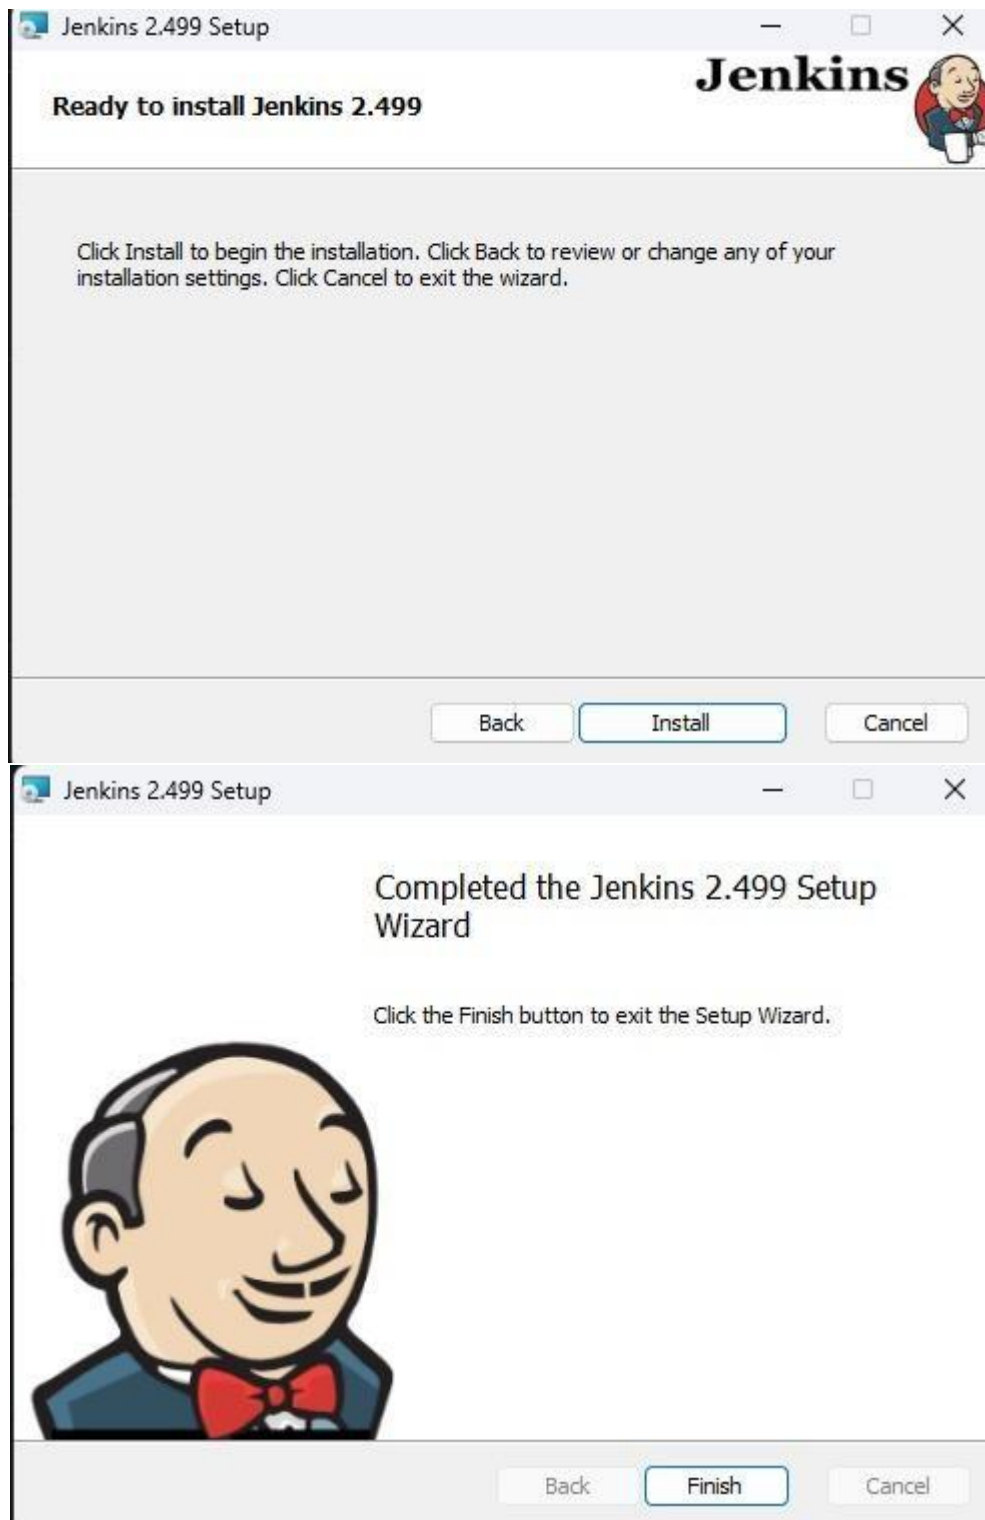 Jenkins 2.499 Setup
Jenkins
Ready to install Jenkins 2.499
Click Install to begin the installation. Click Back to review or change any of your
installation settings. Click Cancel to exit the wizard.
Back
Install
Cancel
Jenkins 2.499 Setup
Completed the Jenkins 2.499 Setup
Wizard
Click the Finish button to exit the Setup Wizard.
Back
Finish
Cancel